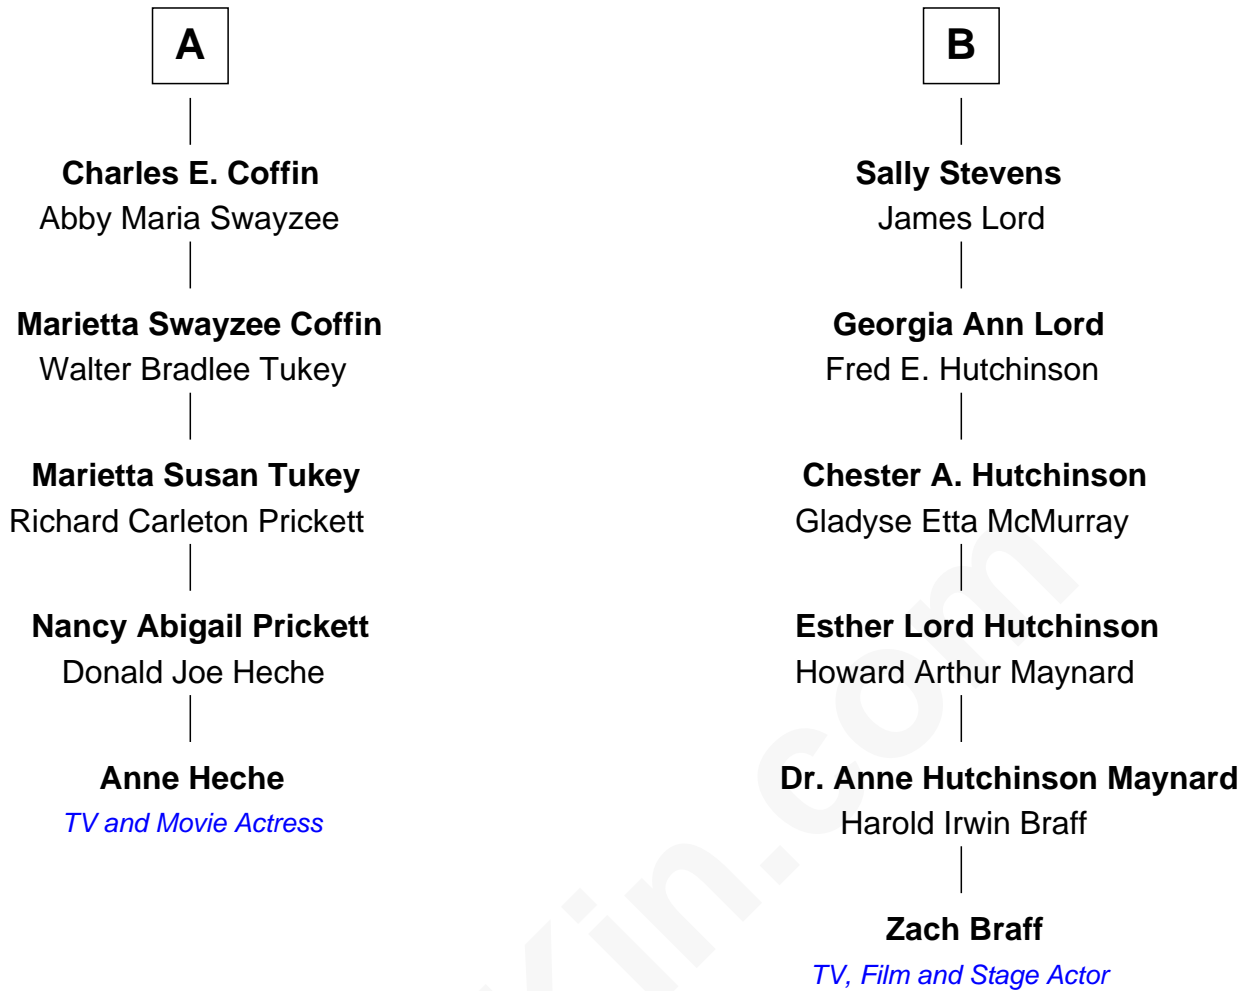 A
Charles E. Coffin
Abby Maria Swayzee
Marietta Swayzee Coffin
Walter Bradlee Tukey
Marietta Susan Tukey
Richard Carleton Prickett
Nancy Abigail Prickett
Donald Joe Heche
Anne Heche
TV and Movie Actress
B
Sally Stevens
James Lord
Georgia Ann Lord
Fred E. Hutchinson
Chester A. Hutchinson
Gladyse Etta McMurray
Esther Lord Hutchinson
Howard Arthur Maynard
Dr. Anne Hutchinson Maynard
Harold Irwin Braff
Zach Braff
TV, Film and Stage Actor
Kin.com